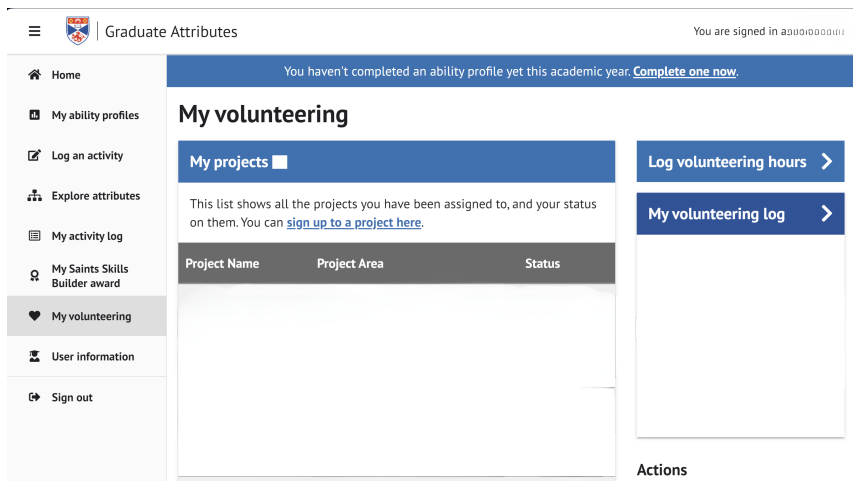 Graduate Attributes
You are signed in
Home
My ability profiles
Log an activity
Explore attributes
My activity log
My Saints Skills
Builder award
My volunteering
User information
Sign out
You haven't completed an ability profile yet this academic year. Complete one now.
My volunteering
My projects
This list shows all the projects you have been assigned to, and your status
on them. You can sign up to a project here.
Project Name Project Area Status
Log volunteering hours
My volunteering log
Actions